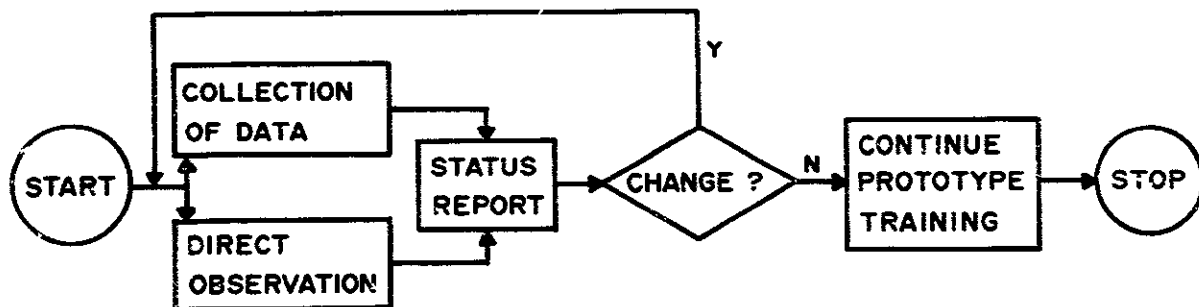 START
COLLECTION
OF DATA
DIRECT
OBSERVATION
STATUS
REPORT
CHANGE ?
Y
N
CONTINUE
PROTOTYPE
TRAINING
STOP